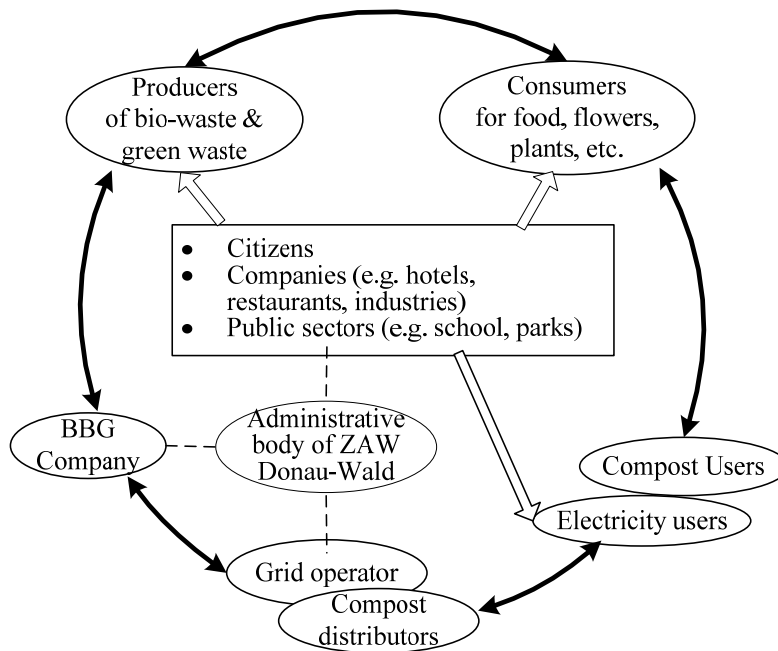 Producers
of bio-waste &
green waste
Consumers
for food, flowers,
plants, etc.
● Citizens
● Companies (e.g. hotels,
restaurants, industries)
● Public sectors (e.g. school, parks)
BBG
Company
Administrative
body of ZAW
Donau-Wald
Compost Users
Electricity users
Grid operator
Compost
distributors